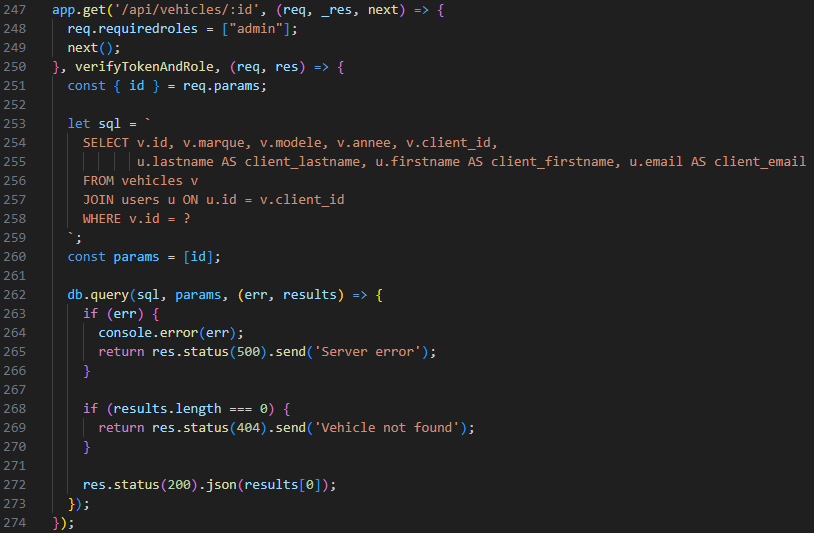 247 app.get('/api/vehicles/:id', (req, _res, next) => {
248   req.requiredroles = ["admin"];
249   next();
250 }, verifyTokenAndRole, (req, res) => {
251   const { id } = req.params;
252
253   let sql = `
254     SELECT v.id, v.marque, v.modele, v.annee, v.client_id,
255            u.lastname AS client_lastname, u.firstname AS client_firstname, u.email AS client_email
256     FROM vehicles v
257     JOIN users u ON u.id = v.client_id
258     WHERE v.id = ?
259   `;
260   const params = [id];
261
262   db.query(sql, params, (err, results) => {
263     if (err) {
264       console.error(err);
265       return res.status(500).send('Server error');
266     }
267
268     if (results.length === 0) {
269       return res.status(404).send('Vehicle not found');
270     }
271
272     res.status(200).json(results[0]);
273   });
274 });